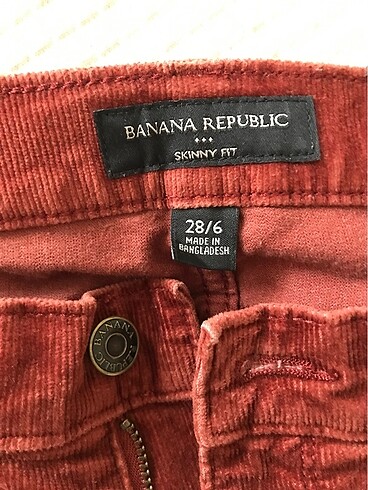 BANANA REPUBLIC
SKINNY FIT
28/6
MADE IN
BANGLADESH
BANANA
REPUBLIC